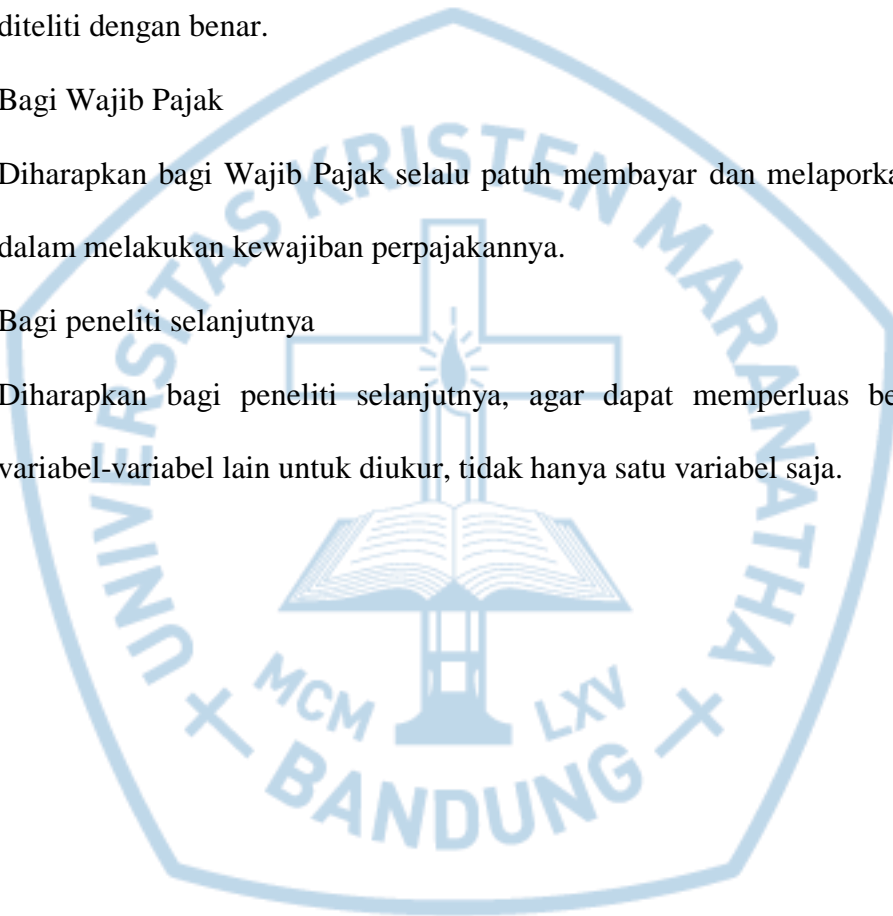 diteliti dengan benar.
Bagi Wajib Pajak
Diharapkan bagi Wajib Pajak selalu patuh membayar dan melaporka
dalam melakukan kewajiban perpajakannya.
Bagi peneliti selanjutnya
Diharapkan bagi peneliti selanjutnya, agar dapat memperluas be
variabel-variabel lain untuk diukur, tidak hanya satu variabel saja.
UNIVERSITAS KRISTEN MARANATHA
MCM LXV
BANDUNG